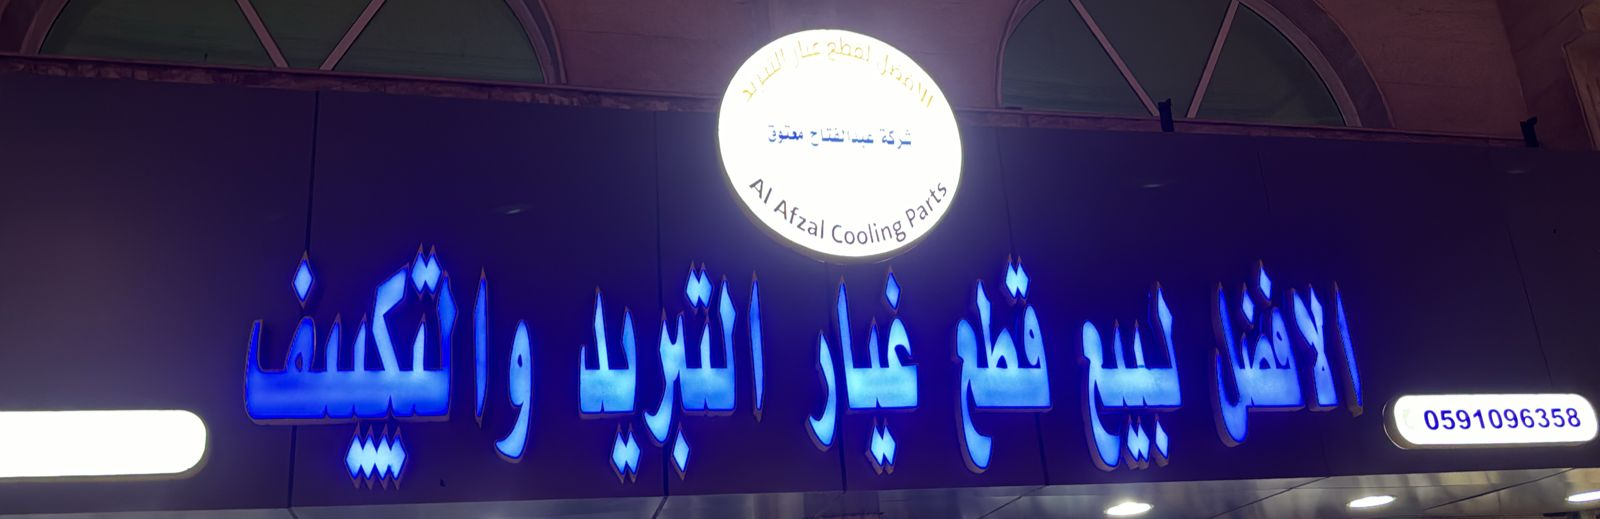 الافضل لقطع غيار التبريد
شركة عبدالفتاح معتوق
Al Afzal Cooling Parts
الافضل لبيع قطع غيار التبريد والتكييف
0591096358